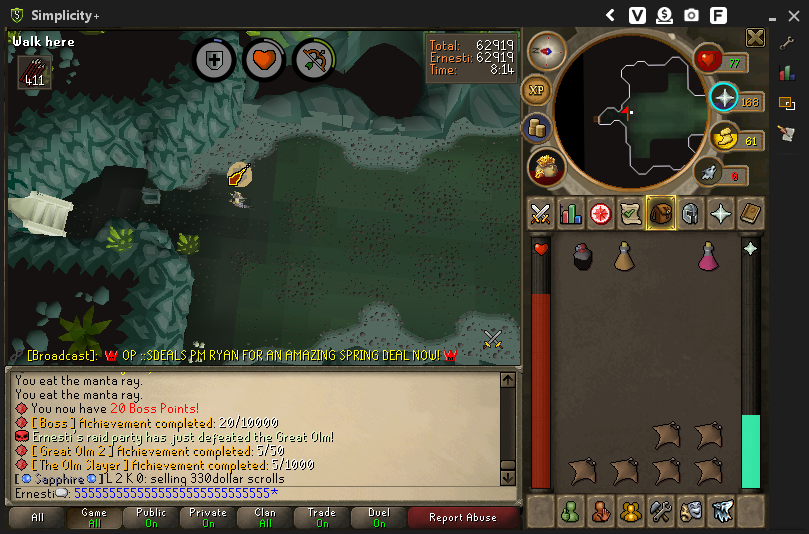 Simplicity+
Walk here
411
Total: 62919
Ernesti: 62919
Time: 8:14
77
XP
168
61
0
[Broadcast]: OP ::SDEALS PM RYAN FOR AN AMAZING SPRING DEAL NOW!
You eat the manta ray.
You eat the manta ray.
You now have 20 Boss Points!
[ Boss ] Achievement completed: 20/10000
Ernesti's raid party has just defeated the Great Olm!
[ Great Olm 2 ] Achievement completed: 5/50
[ The Olm Slayer ] Achievement completed: 5/1000
[ Sapphire ] L 2 K 0: selling 330dollar scrolls
Ernesti: 55555555555555555555555555555555*
All
Game
All
Public
On
Private
On
Clan
All
Trade
On
Duel
On
Report Abuse